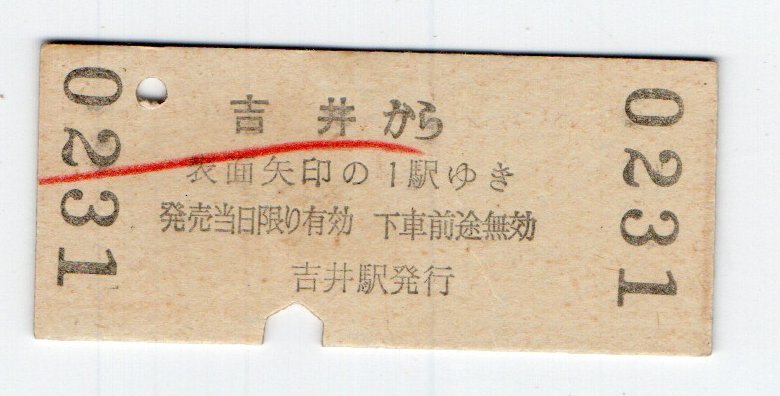 吉井から
表面矢印の1駅ゆき
発売当日限り有効 下車前途無効
吉井駅発行
0231
0231